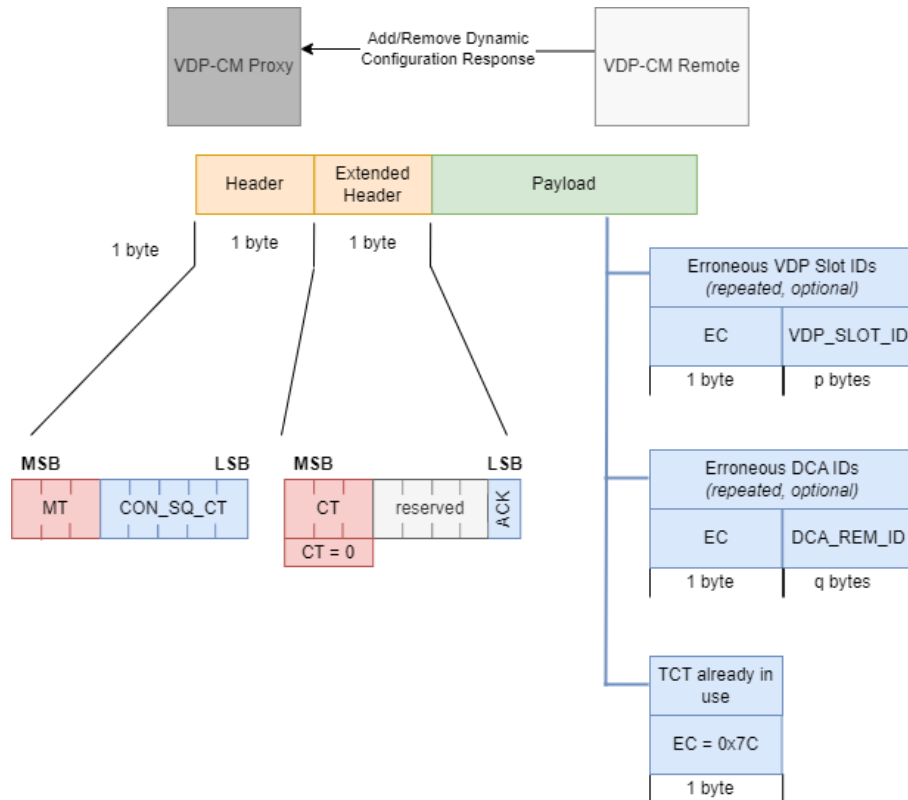 VDP-CM Proxy
Add/Remove Dynamic
Configuration Response
VDP-CM Remote
Header
Extended
Header
Payload
1 byte
1 byte
1 byte
Erroneous VDP Slot IDs
(repeated, optional)
EC
VDP_SLOT_ID
1 byte
p bytes
MSB
LSB
MT
CON_SQ_CT
MSB
LSB
CT
reserved
ACK
CT = 0
Erroneous DCA IDs
(repeated, optional)
EC
DCA_REM_ID
1 byte
q bytes
TCT already in
use
EC = 0x7C
1 byte